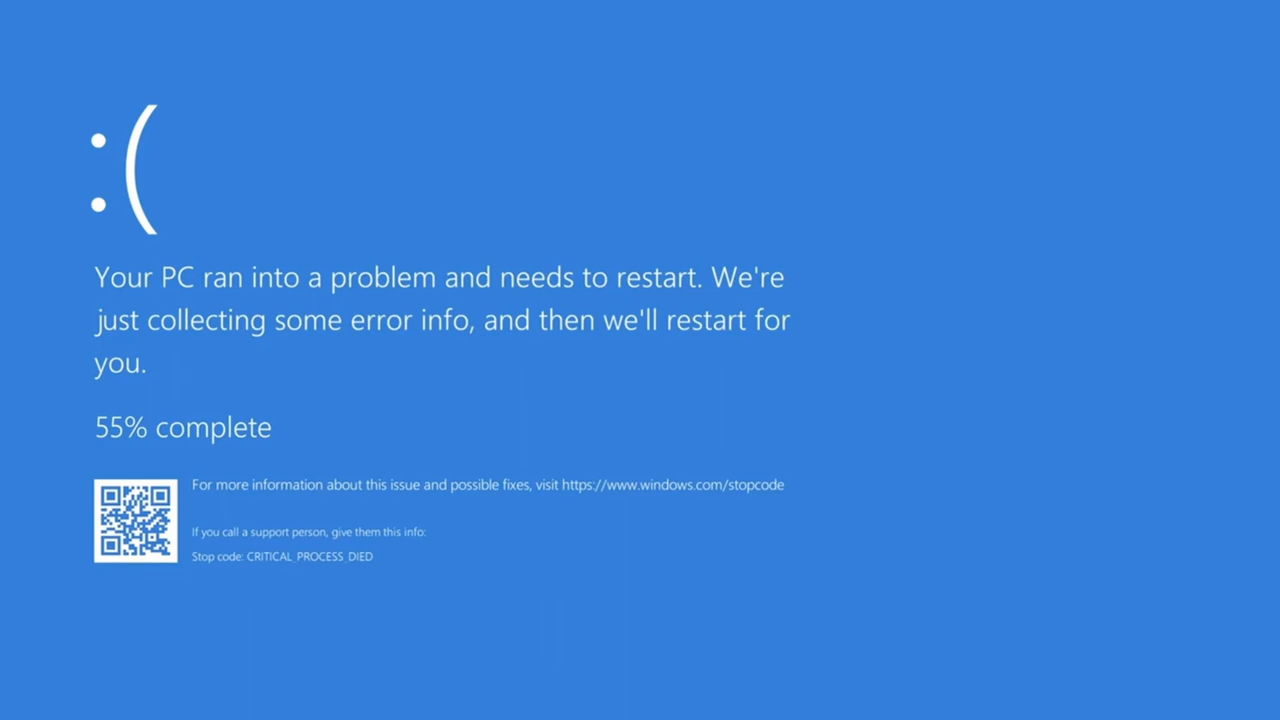 :(
Your PC ran into a problem and needs to restart. We're
just collecting some error info, and then we'll restart for
you.
55% complete
For more information about this issue and possible fixes, visit https://www.windows.com/stopcode
If you call a support person, give them this info:
Stop code: CRITICAL_PROCESS_DIED